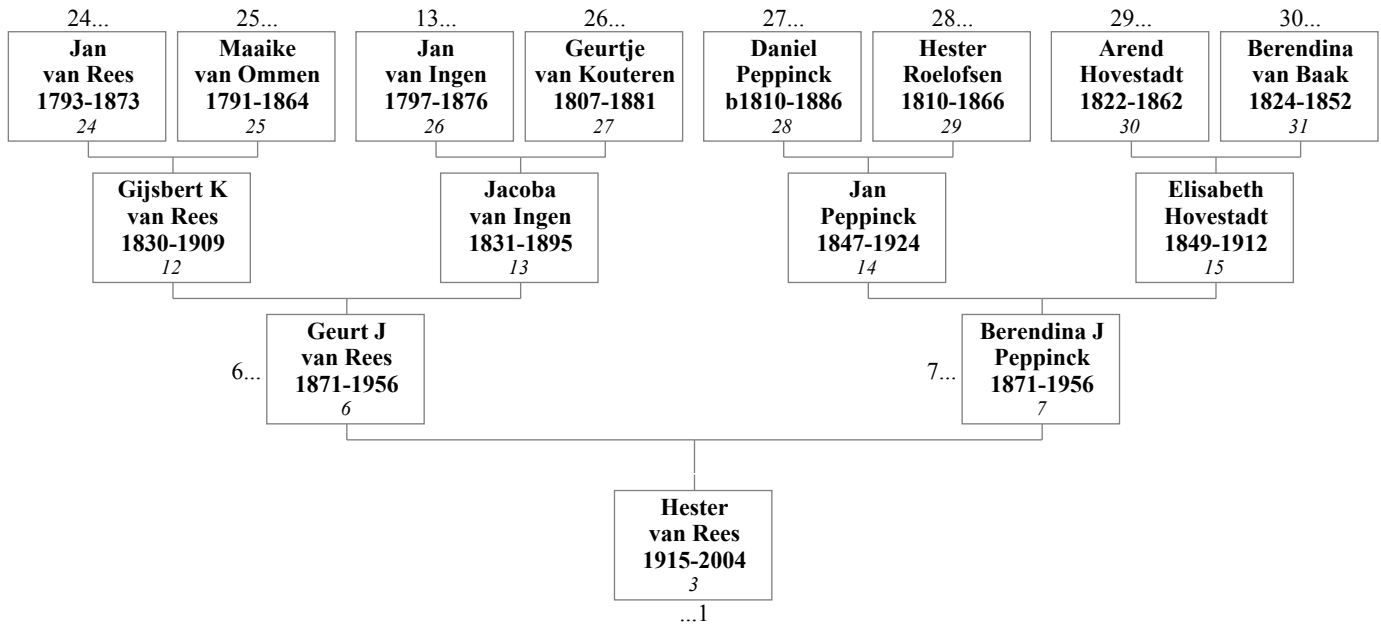 24...
25...
13...
26...
27...
28...
29...
30...
Jan
van Rees
1793-1873
24
Maaike
van Ommen
1791-1864
25
Jan
van Ingen
1797-1876
26
Geurtje
van Kouteren
1807-1881
27
Daniel
Peppinck
b1810-1886
28
Hester
Roelofsen
1810-1866
29
Arend
Hovestadt
1822-1862
30
Berendina
van Baak
1824-1852
31
Gijsbert K
van Rees
1830-1909
12
Jacoba
van Ingen
1831-1895
13
Jan
Peppinck
1847-1924
14
Elisabeth
Hovestadt
1849-1912
15
6...
Geurt J
van Rees
1871-1956
6
7...
Berendina J
Peppinck
1871-1956
7
Hester
van Rees
1915-2004
3
...1